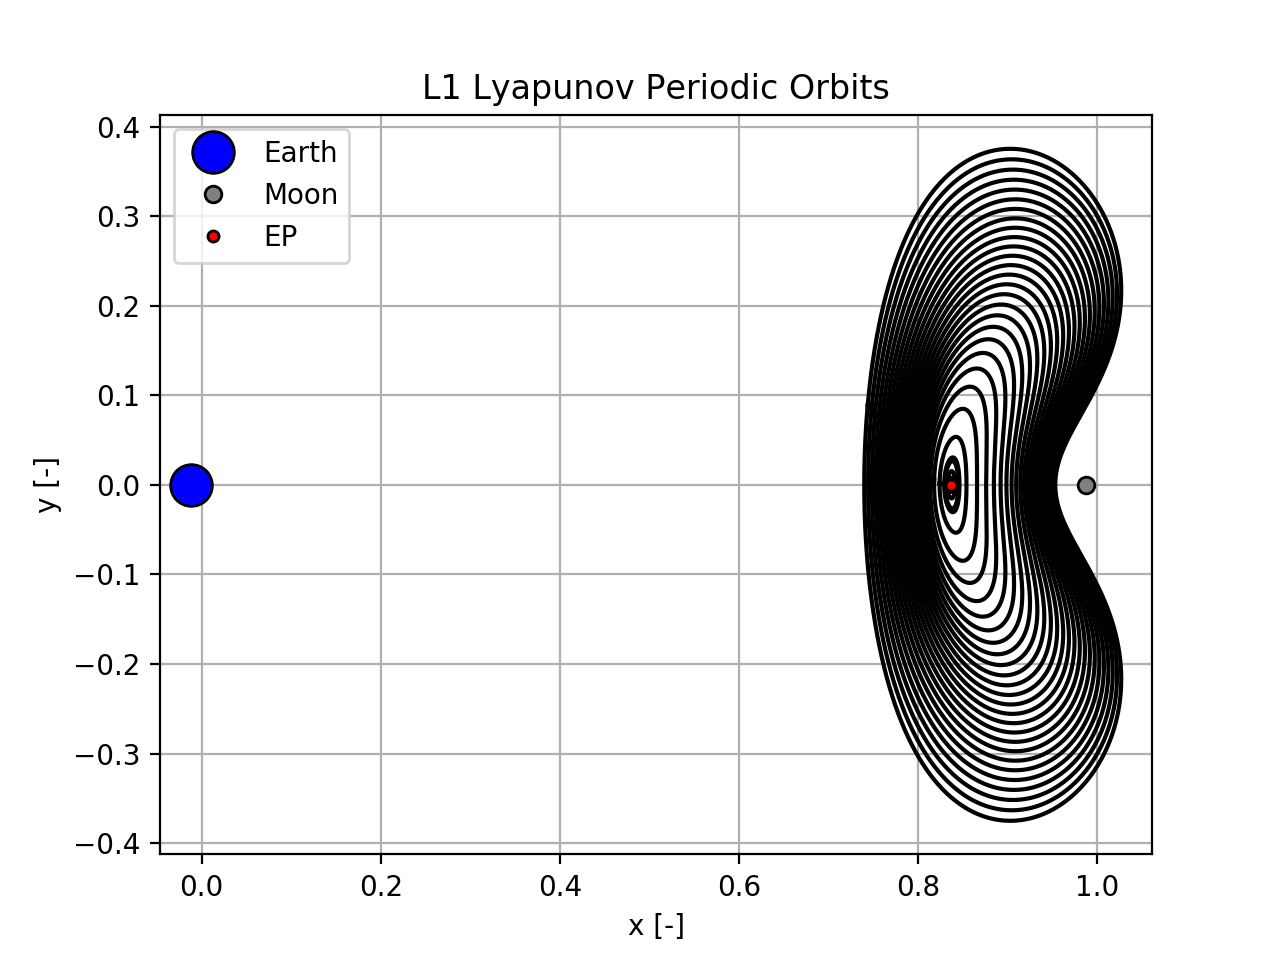 L1 Lyapunov Periodic Orbits
Earth
Moon
EP
0.4
0.3
0.2
0.1
0.0
−0.1
−0.2
−0.3
−0.4
y [-]
0.0 0.2 0.4 0.6 0.8 1.0
x [-]